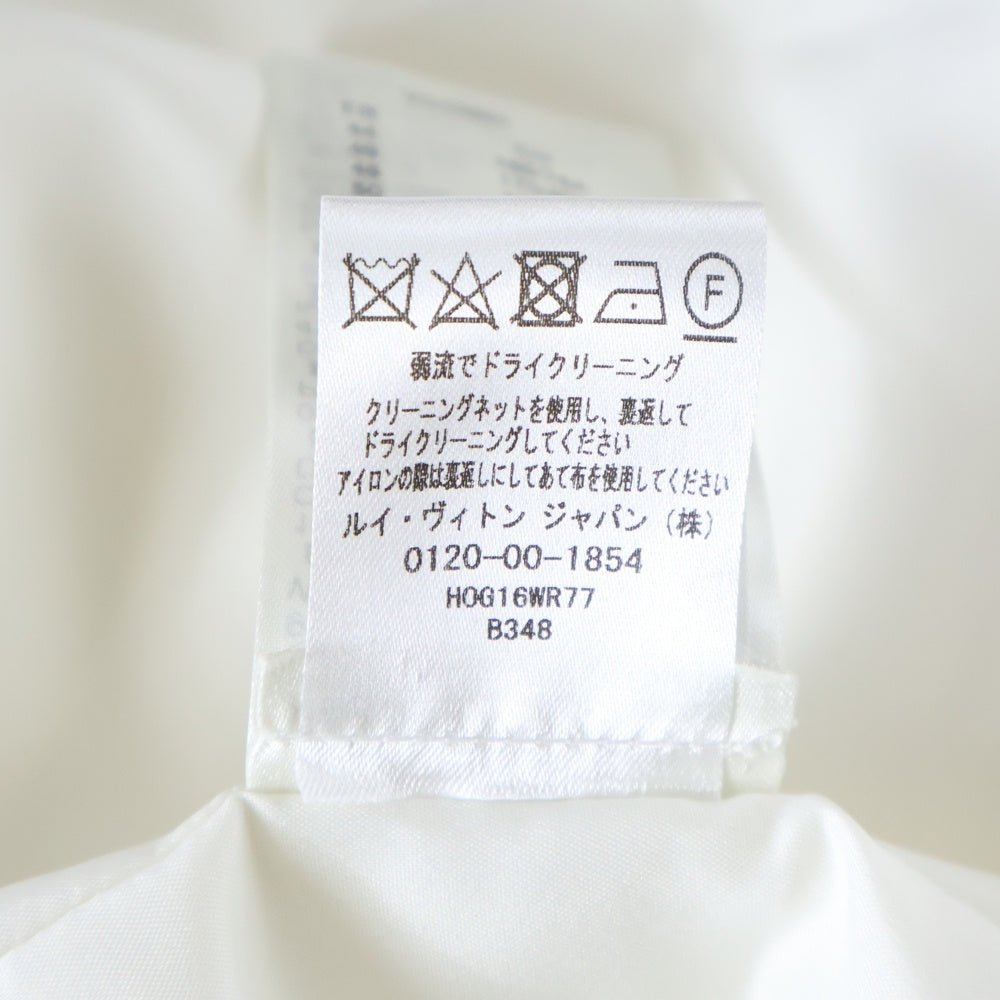 F
弱流でドライクリーニング
クリーニングネットを使用し、裏返して
ドライクリーニングしてください
アイロンの際は裏返しにしてあて布を使用してください
ルイ・ヴィトン ジャパン (株)
0120-00-1854
HOG16WR77
B348